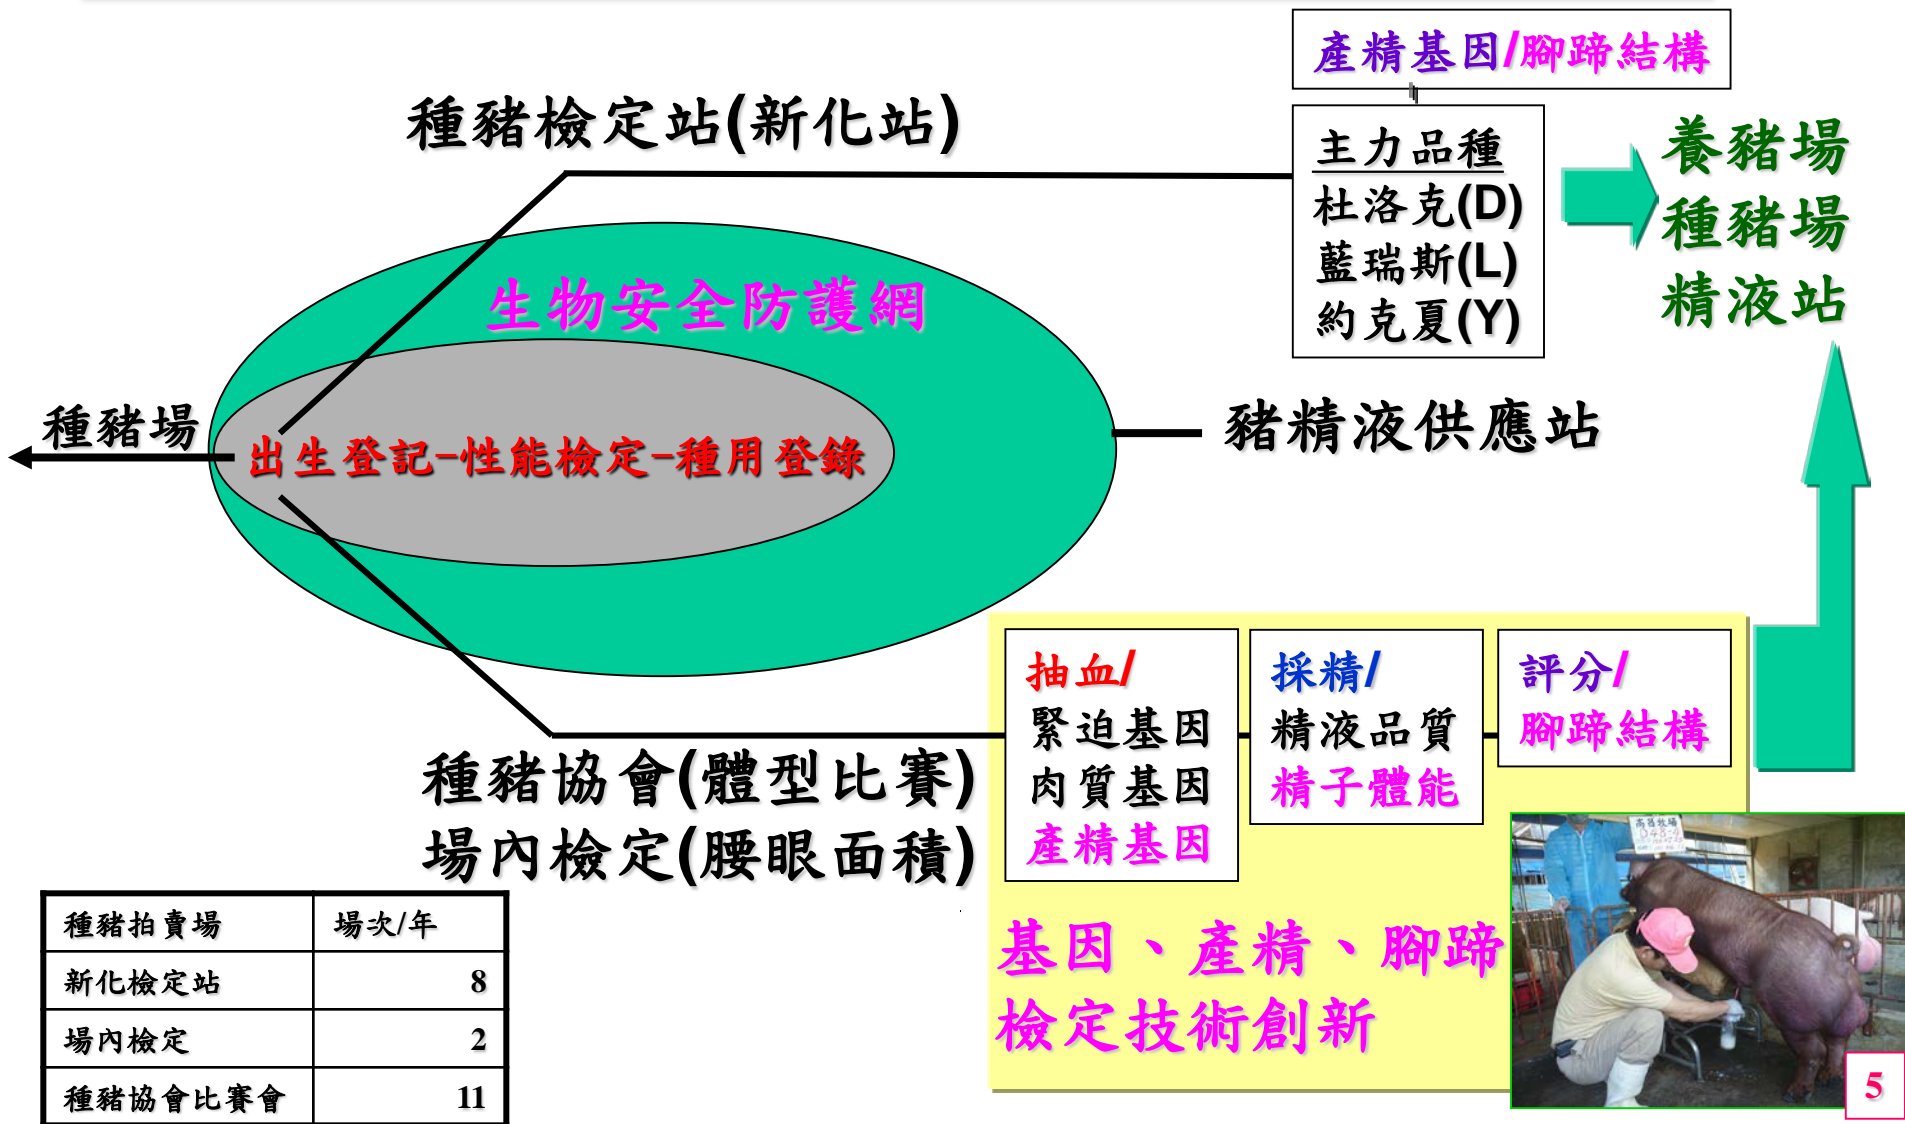 產精基因/腳蹄結構
種豬檢定站(新化站)
主力品種
杜洛克(D)
藍瑞斯(L)
約克夏(Y)
養豬場
種豬場
精液站
生物安全防護網
種豬場
出生登記-性能檢定-種用登錄
豬精液供應站
抽血/
緊迫基因
肉質基因
產精基因
採精/
精液品質
精子體能
評分/
腳蹄結構
種豬協會(體型比賽)
場內檢定(腰眼面積)
基因、產精、腳蹄
檢定技術創新
種豬拍賣場 場次/年
新化檢定站 8
場內檢定 2
種豬協會比賽會 11
高昌牧場
5